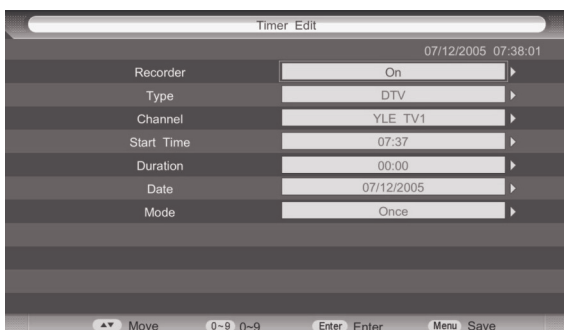 Timer Edit
07/12/2005 07:38:01
Recorder On
Type DTV
Channel YLE TV1
Start Time 07:37
Duration 00:00
Date 07/12/2005
Mode Once
Move 0~9 0~9 Enter Enter Menu Save